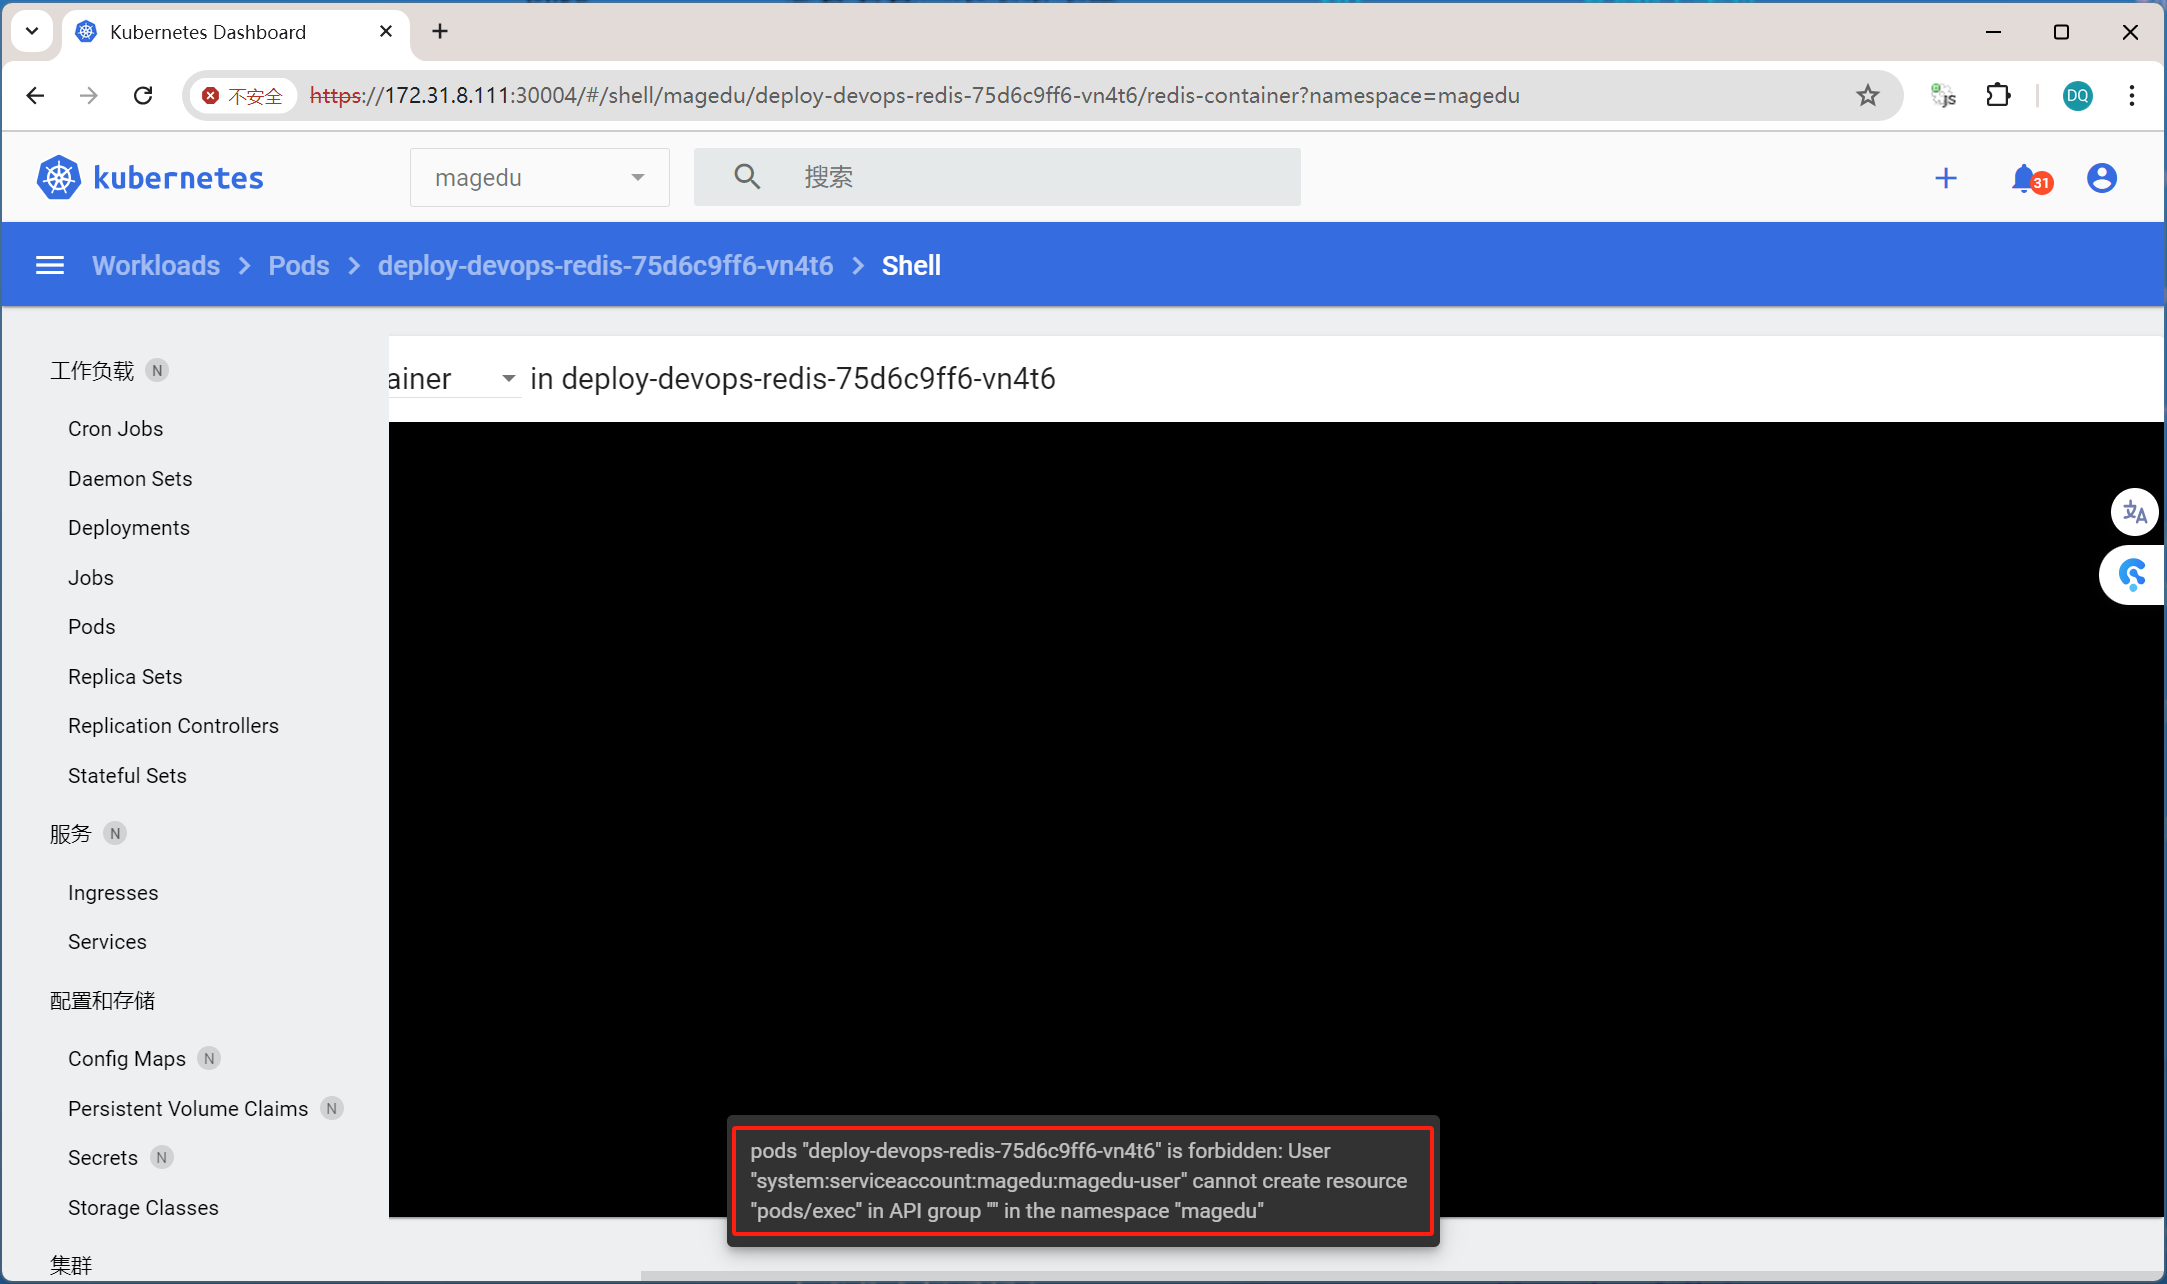 Kubernetes Dashboard
不安全
https://172.31.8.111:30004/#/shell/magedu/deploy-devops-redis-75d6c9ff6-vn4t6/redis-container?namespace=magedu
js
DQ
kubernetes
magedu
搜索
31
Workloads > Pods > deploy-devops-redis-75d6c9ff6-vn4t6 > Shell
工作负载 N
Cron Jobs
Daemon Sets
Deployments
Jobs
Pods
Replica Sets
Replication Controllers
Stateful Sets
服务 N
Ingresses
Services
配置和存储
Config Maps N
Persistent Volume Claims N
Secrets N
Storage Classes
集群
ainer in deploy-devops-redis-75d6c9ff6-vn4t6
pods "deploy-devops-redis-75d6c9ff6-vn4t6" is forbidden: User
"system:serviceaccount:magedu:magedu-user" cannot create resource
"pods/exec" in API group "" in the namespace "magedu"